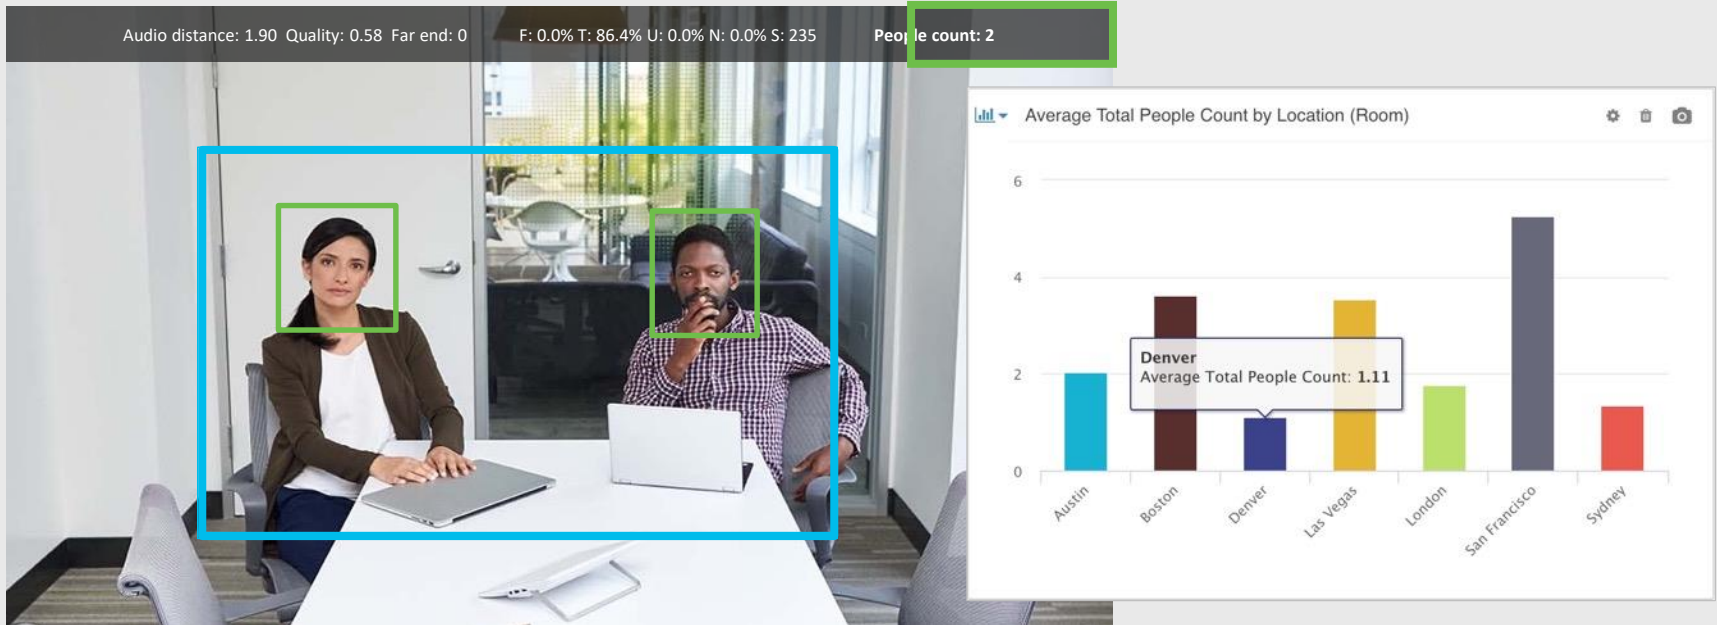 Audio distance: 1.90 Quality: 0.58 Far end: 0 F: 0.0% T: 86.4% U: 0.0% N: 0.0% S: 235 People count: 2
Average Total People Count by Location (Room)
6
4
2
0
Denver
Average Total People Count: 1.11
Austin
Boston
Denver
Las Vegas
London
San Francisco
Sydney